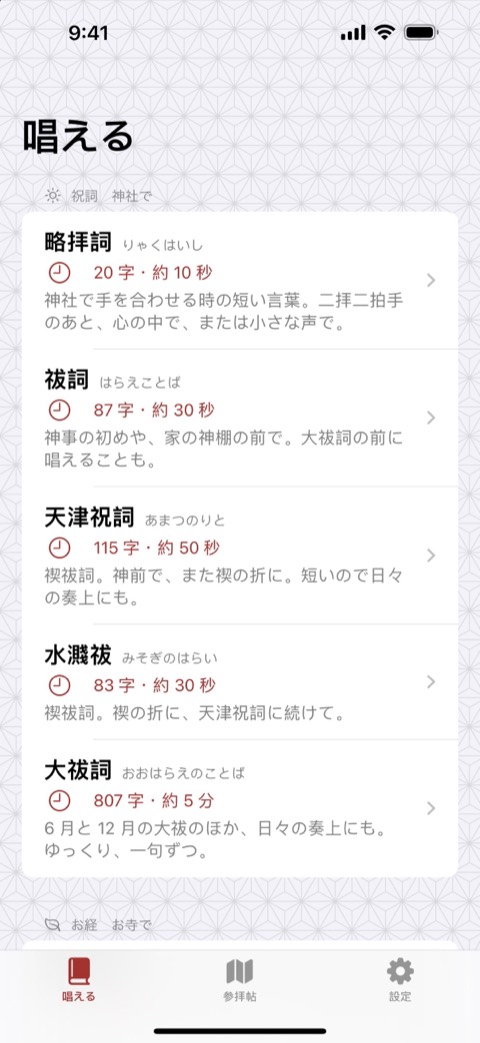 9:41
唱える
祝詞 神社で
略拝詞 りゃくはいし
20 字・約 10 秒
神社で手を合わせる時の短い言葉。二拝二拍手
のあと、心の中で、または小さな声で。
祓詞 はらえことば
87 字・約 30 秒
神事の初めや、家の神棚の前で。大祓詞の前に
唱えることも。
天津祝詞 あまつのりと
115 字・約 50 秒
禊祓詞。神前で、また禊の折に。短いので日々
の奏上にも。
水濺祓 みそぎのはらい
83 字・約 30 秒
禊祓詞。禊の折に、天津祝詞に続けて。
大祓詞 おおはらえのことば
807 字・約 5 分
6 月と 12 月の大祓のほか、日々の奏上にも。
ゆっくり、一句ずつ。
お経 お寺で
唱える
参拝帖
設定